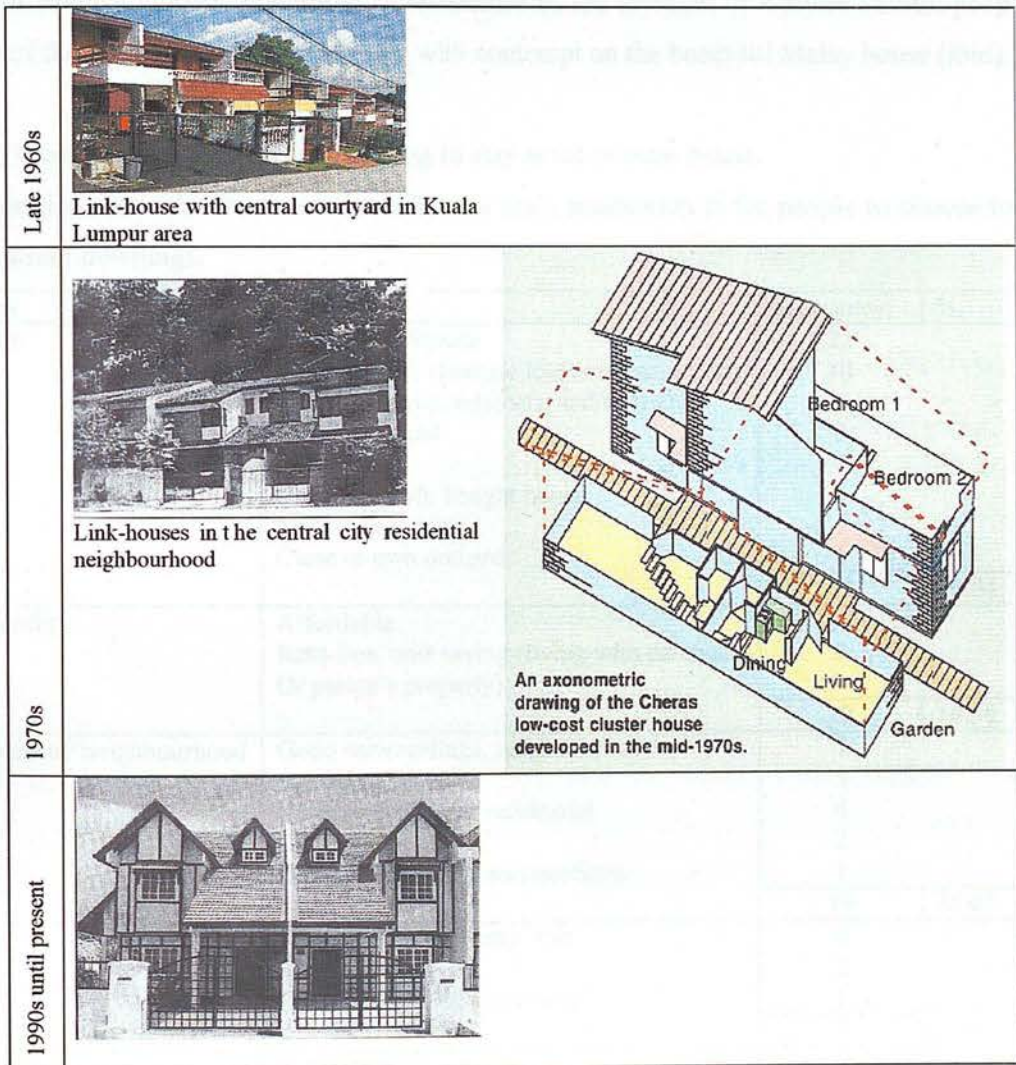 Late 1960s
Link-house with central courtyard in Kuala
Lumpur area
1970s
Link-houses in the central city residential
neighbourhood
Bedroom 1
Bedroom 2
Dining
Living
Garden
An axonometric
drawing of the Cheras
low-cost cluster house
developed in the mid-1970s.
1990s until present